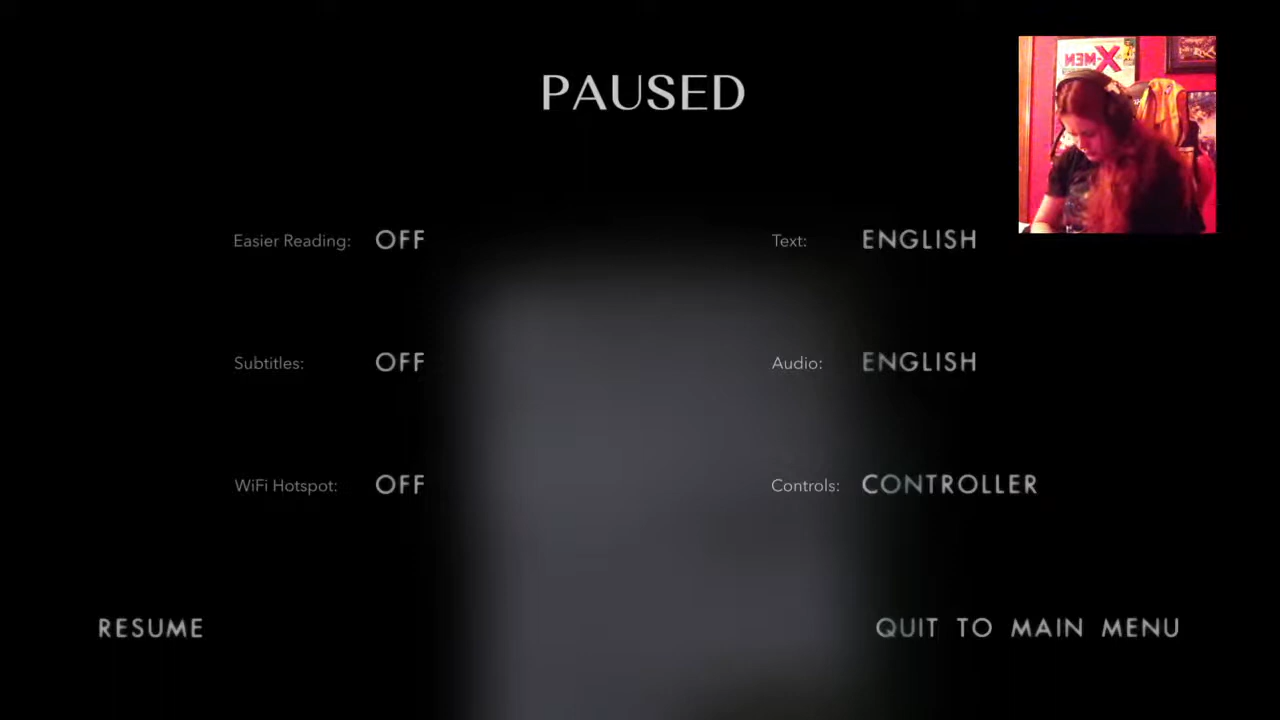 PAUSED
X-MEN
Easier Reading: OFF
Text: ENGLISH
Subtitles: OFF
Audio: ENGLISH
WiFi Hotspot: OFF
Controls: CONTROLLER
RESUME
QUIT TO MAIN MENU